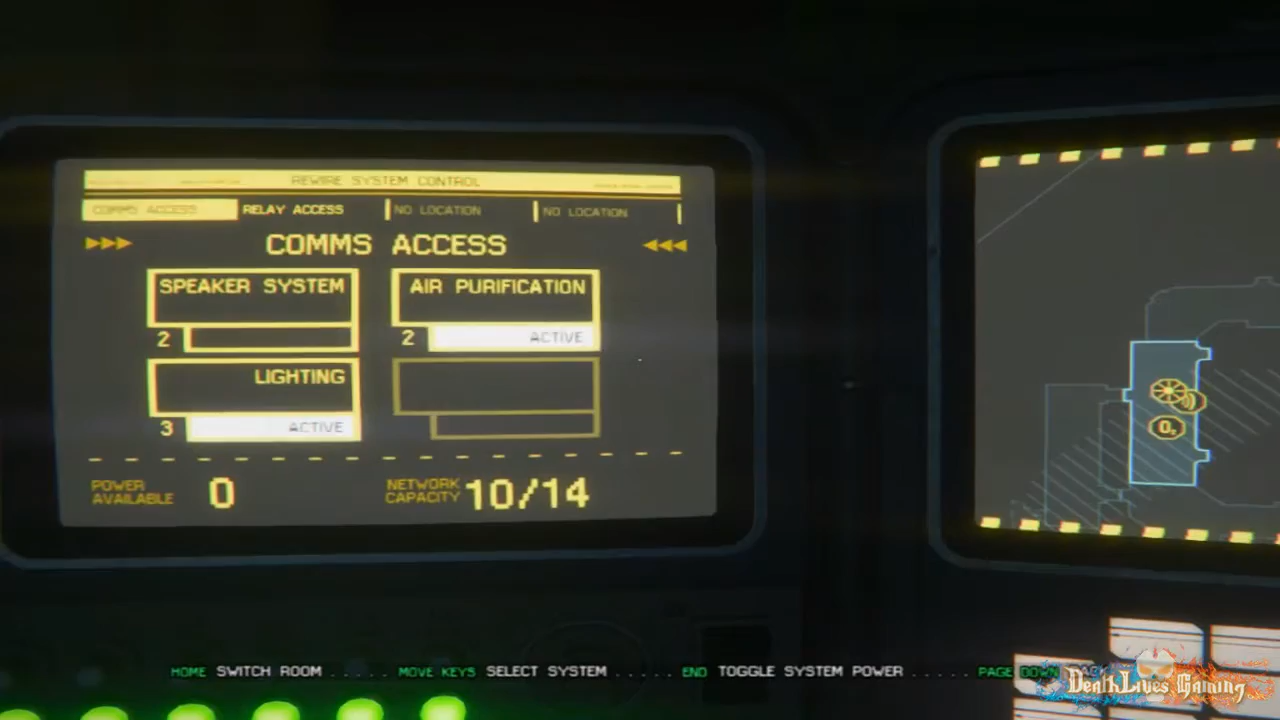 REWIRE SYSTEM CONTROL
COMMS ACCESS RELAY ACCESS NO LOCATION NO LOCATION
COMMS ACCESS
SPEAKER SYSTEM AIR PURIFICATION
2 2 ACTIVE
LIGHTING
3 ACTIVE
POWER AVAILABLE 0 NETWORK CAPACITY 10/14
O₂
HOME SWITCH ROOM ..... MOVE KEYS SELECT SYSTEM ..... END TOGGLE SYSTEM POWER ..... PAGE DOWN
DeathLives Gaming